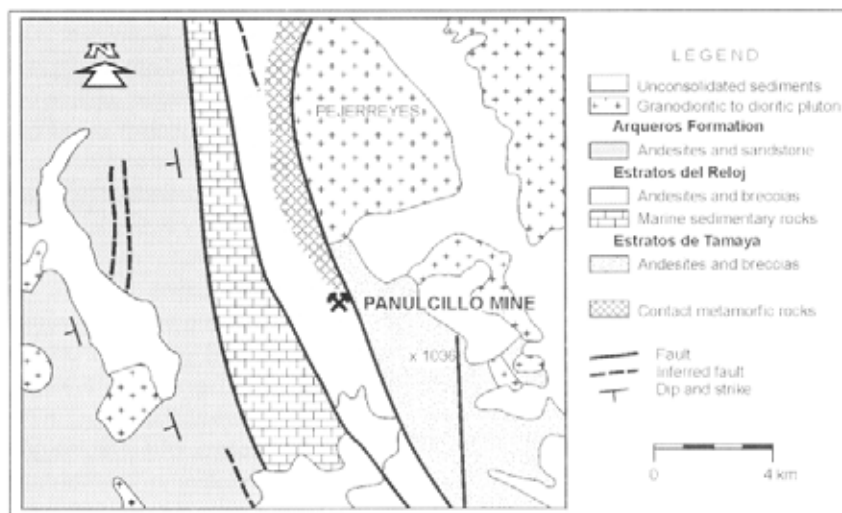 N
PEJERREYES
PANULCILLO MINE
x 1036
LEGEND
Unconsolidated sediments
Granodioritic to dioritic pluton
Arqueros Formation
Andesites and sandstone
Estratos del Reloj
Andesites and breccias
Marine sedimentary rocks
Estratos de Tamaya
Andesites and breccias
Contact metamorfic rocks
Fault
Inferred fault
Dip and strike
0 4 km